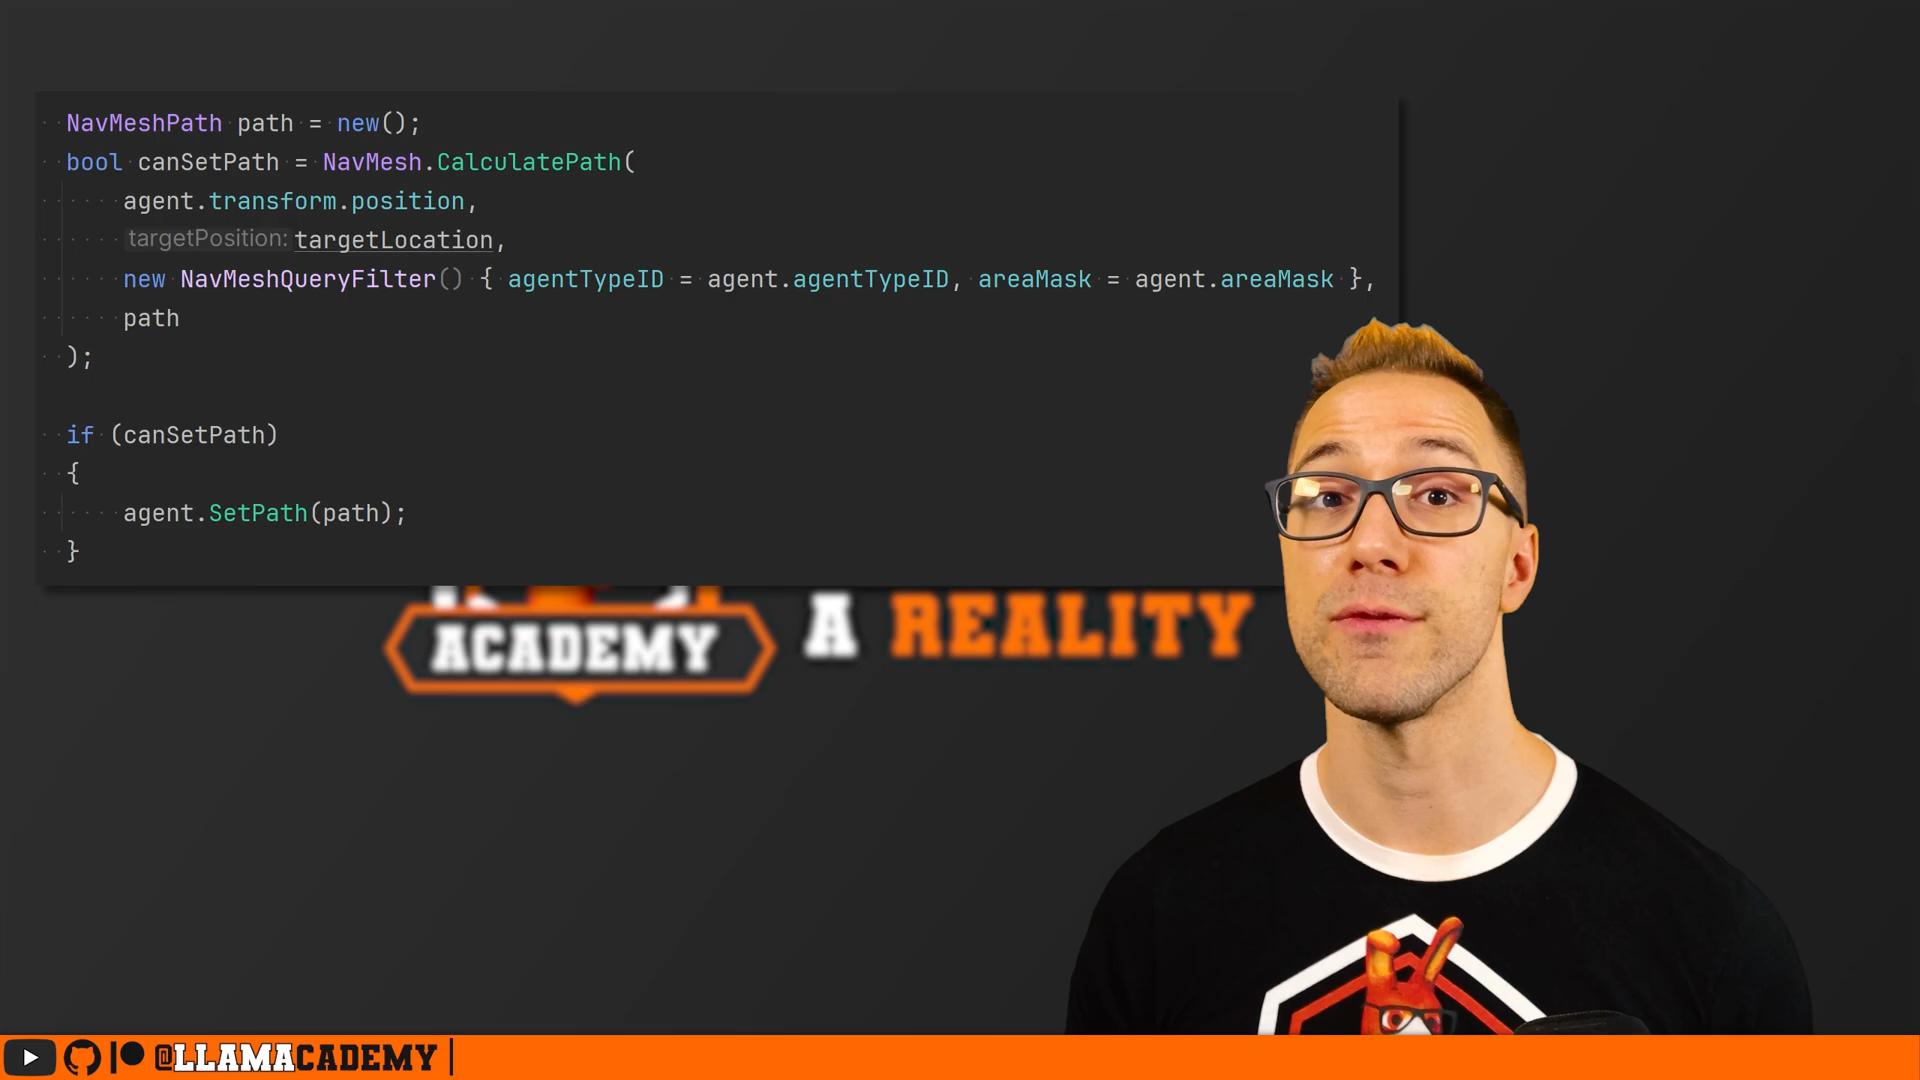 NavMeshPath path = new();
bool canSetPath = NavMesh.CalculatePath(
agent.transform.position,
targetPosition: targetLocation,
new NavMeshQueryFilter() { agentTypeID = agent.agentTypeID, areaMask = agent.areaMask },
path
);
if (canSetPath)
{
agent.SetPath(path);
}
ACADEMY
A REALITY
@LLAMACADEMY